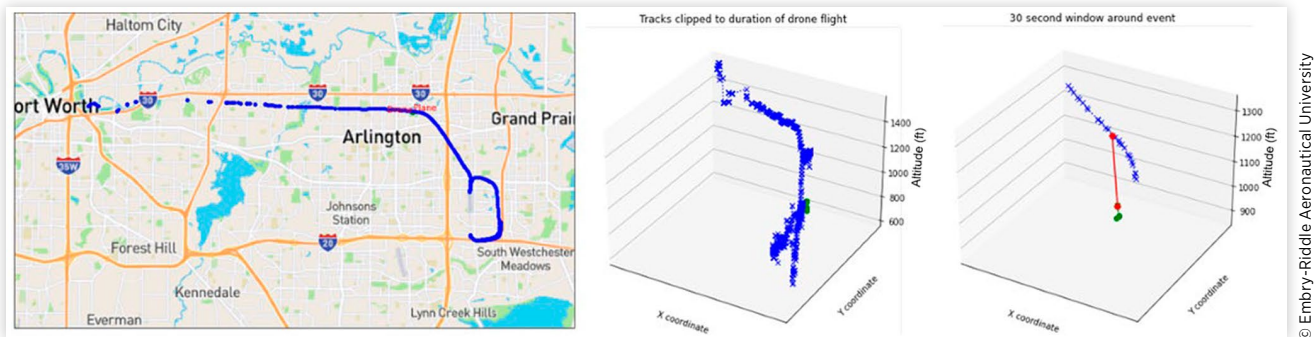 Haltom City
30
ort Worth
30
30
Drone Plane
Arlington
Grand Prai
35W
Johnsons
Station
20
Forest Hill
South Westchester
Meadows
Kennedale
Everman
Lynn Creek Hills
Tracks clipped to duration of drone flight
1400
1200
1000
800
600
Altitude (ft)
X coordinate
Y coordinate
30 second window around event
1300
1200
1100
1000
900
Altitude (ft)
X coordinate
Y coordinate
© Embry-Riddle Aeronautical University